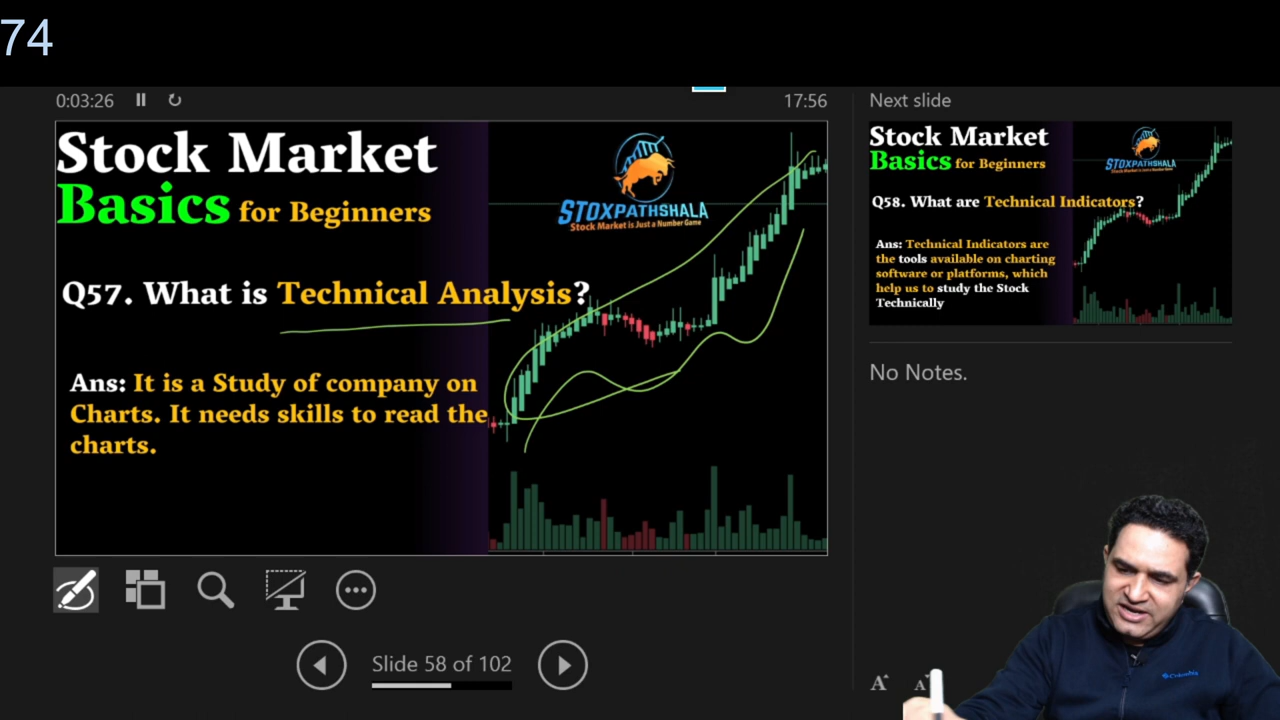 74
0:03:26
17:56
Next slide
Stock Market
Basics for Beginners
STOXPATHSHALA
Stock Market is Just a Number Game
Q57. What is Technical Analysis?
Ans: It is a Study of company on
Charts. It needs skills to read the
charts.
Stock Market
Basics for Beginners
STOXPATHSHALA
Q58. What are Technical Indicators?
Ans: Technical Indicators are
the tools available on charting
software or platforms, which
help us to study the Stock
Technically
No Notes.
Slide 58 of 102
A A
Columbia